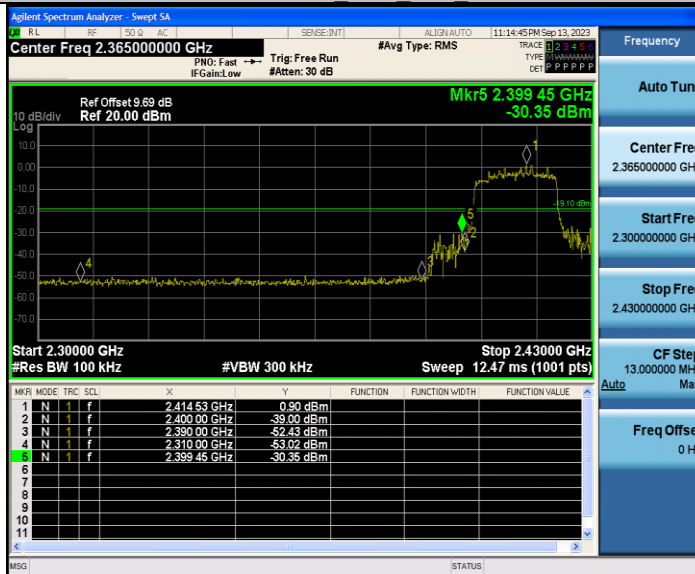 Agilent Spectrum Analyzer - Swept SA
RL RF 50 Ω AC SENSE:INT ALIGN AUTO 11:14:45 PM Sep 13, 2023
Center Freq 2.365000000 GHz #Avg Type: RMS TRACE 1 2 3 4 5 6
PNO: Fast Trig: Free Run TYPE
IFGain:Low #Atten: 30 dB DET P P P P P P
Ref Offset 9.69 dB Mkr5 2.399 45 GHz
10 dB/div Ref 20.00 dBm -30.35 dBm
Log
10.0
0.00
-10.0
-20.0
-30.0
-40.0
-50.0
-60.0
-70.0
1
-19.10 dBm
5
2
3
4
Start 2.30000 GHz Stop 2.43000 GHz
#Res BW 100 kHz #VBW 300 kHz Sweep 12.47 ms (1001 pts)
MKR MODE TRC SCL X Y FUNCTION FUNCTION WIDTH FUNCTION VALUE
1 N 1 f 2.414 53 GHz 0.90 dBm
2 N 1 f 2.400 00 GHz -39.00 dBm
3 N 1 f 2.390 00 GHz -52.43 dBm
4 N 1 f 2.310 00 GHz -53.02 dBm
5 N 1 f 2.399 45 GHz -30.35 dBm
6
7
8
9
10
11
MSG STATUS
Frequency
Auto Tun
Center Fre
2.365000000 GH
Start Fre
2.300000000 GH
Stop Fre
2.430000000 GH
CF Step
13.000000 MH
Auto Ma
Freq Offse
0 H